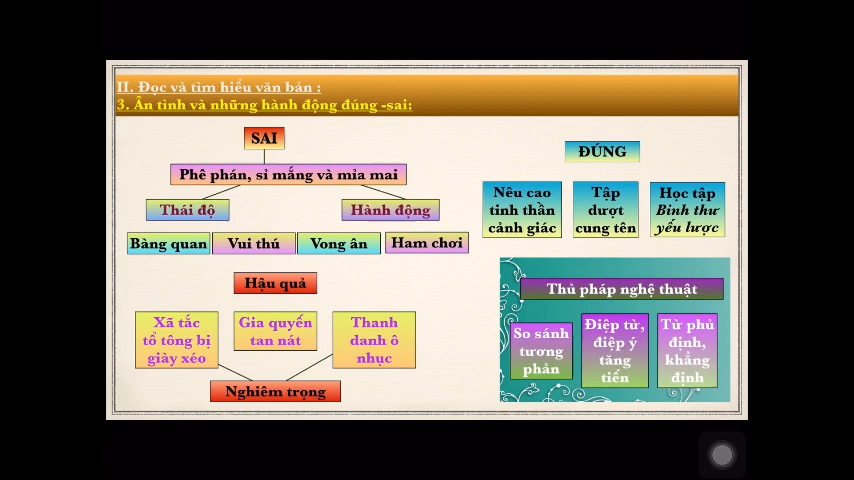 II. Đọc và tìm hiểu văn bản :
3. Ân tình và những hành động đúng -sai:
SAI
Phê phán, sỉ mắng và mỉa mai
Thái độ
Hành động
Bàng quan
Vui thú
Vong ân
Ham chơi
Hậu quả
Xã tắc
tổ tông bị
giày xéo
Gia quyến
tan nát
Thanh
danh ô
nhục
Nghiêm trọng
ĐÚNG
Nêu cao
tinh thần
cảnh giác
Tập
dượt
cung tên
Học tập
Binh thư
yếu lược
Thủ pháp nghệ thuật
So sánh
tương
phản
Điệp từ,
điệp ý
tăng
tiến
Từ phủ
định,
khẳng
định